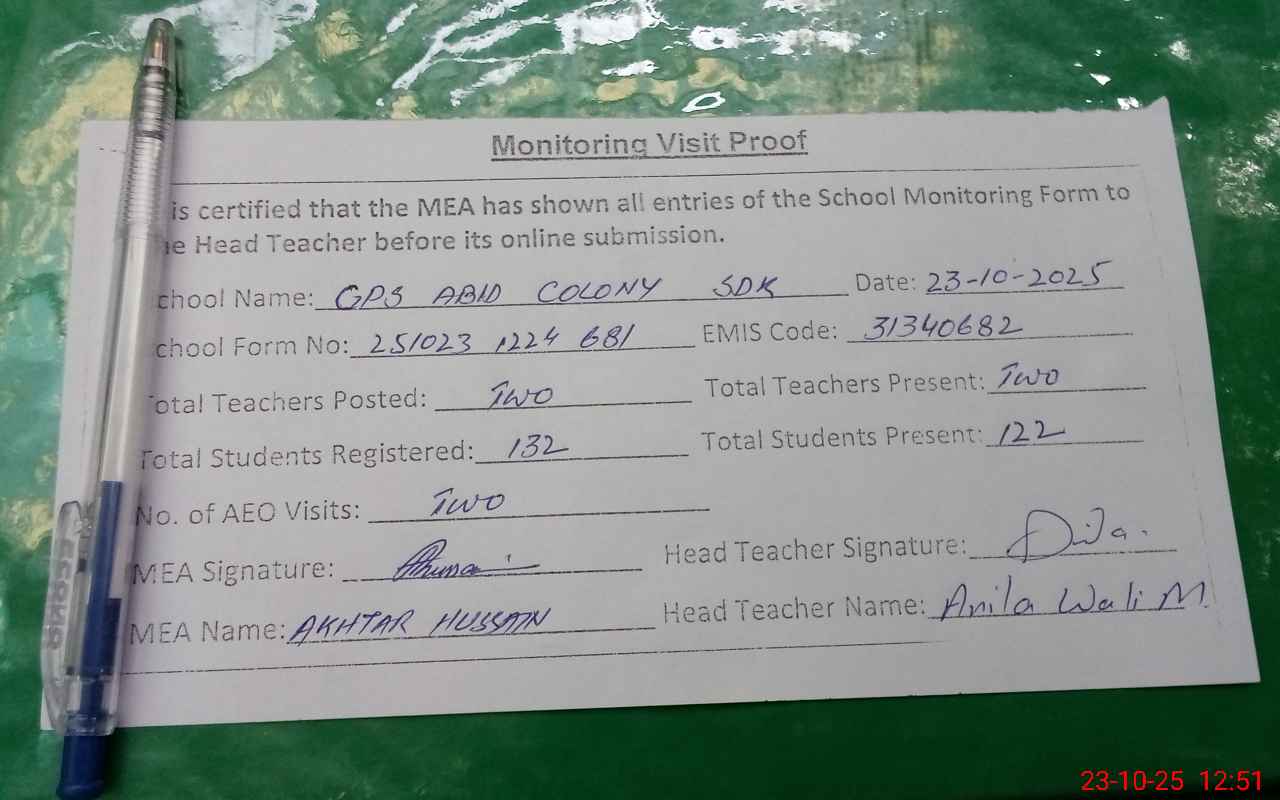 Monitoring Visit Proof
is certified that the MEA has shown all entries of the School Monitoring Form to
e Head Teacher before its online submission.
chool Name: GPS ABID COLONY SDK Date: 23-10-2025
chool Form No: 251023 1224 681 EMIS Code: 31340682
otal Teachers Posted: Two Total Teachers Present: Two
Total Students Registered: 132 Total Students Present: 122
No. of AEO Visits: Two
MEA Signature: Head Teacher Signature:
MEA Name: AKHTAR HUSSAIN Head Teacher Name: Anila Wali M
23-10-25 12:51